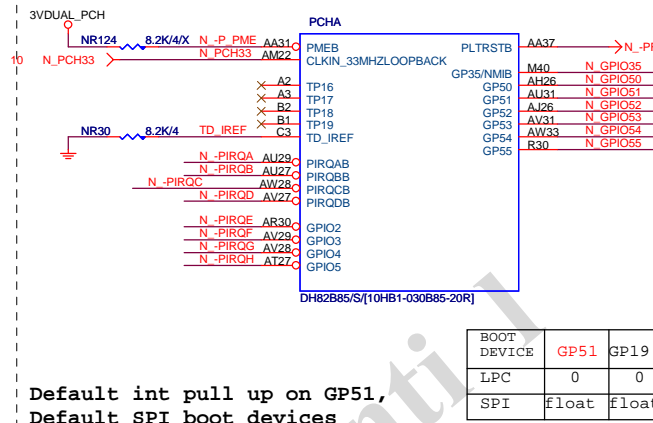 3VDUAL_PCH
PCHA
NR124 8.2K/4/X N_-P_PME AA31 PMEB PLTRSTB AA37
10 N_PCH33 N_PCH33 AM22 CLKIN_33MHZLOOPBACK
GP35/NMIB M40 N_GPIO35
A2 TP16 GP50 AH26 N_GPIO50
A3 TP17 GP51 AU31 N_GPIO51
B2 TP18 GP52 AJ26 N_GPIO52
B1 TP19 GP53 AV31 N_GPIO53
NR30 8.2K/4 TD_IREF C3 TD_IREF GP54 AW33 N_GPIO54
GP55 R30 N_GPIO55
N_-PIRQA AU29 PIRQAB
N_-PIRQB AU27 PIRQBB
N_-PIRQC AW28 PIRQCB
N_-PIRQD AV27 PIRQDB
N_-PIRQE AR30 GPIO2
N_-PIRQF AV29 GPIO3
N_-PIRQG AV28 GPIO4
N_-PIRQH AT27 GPIO5
DH82B85/S/[10HB1-030B85-20R]
BOOT
DEVICE GP51 GP19
LPC 0 0
SPI float float
Default int pull up on GP51,
Default SPI boot devices